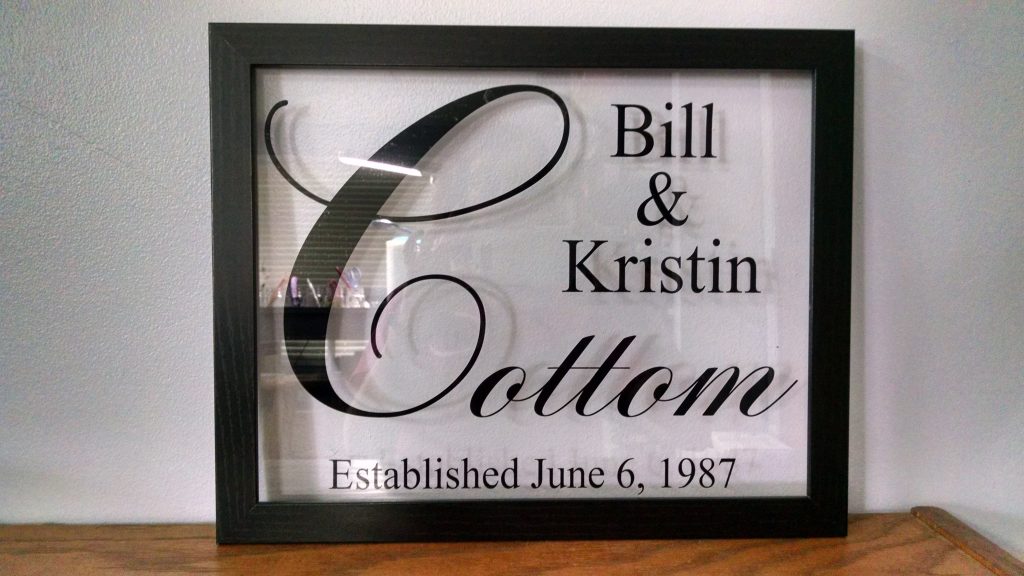 Bill
&
Kristin
Cottom
Established June 6, 1987